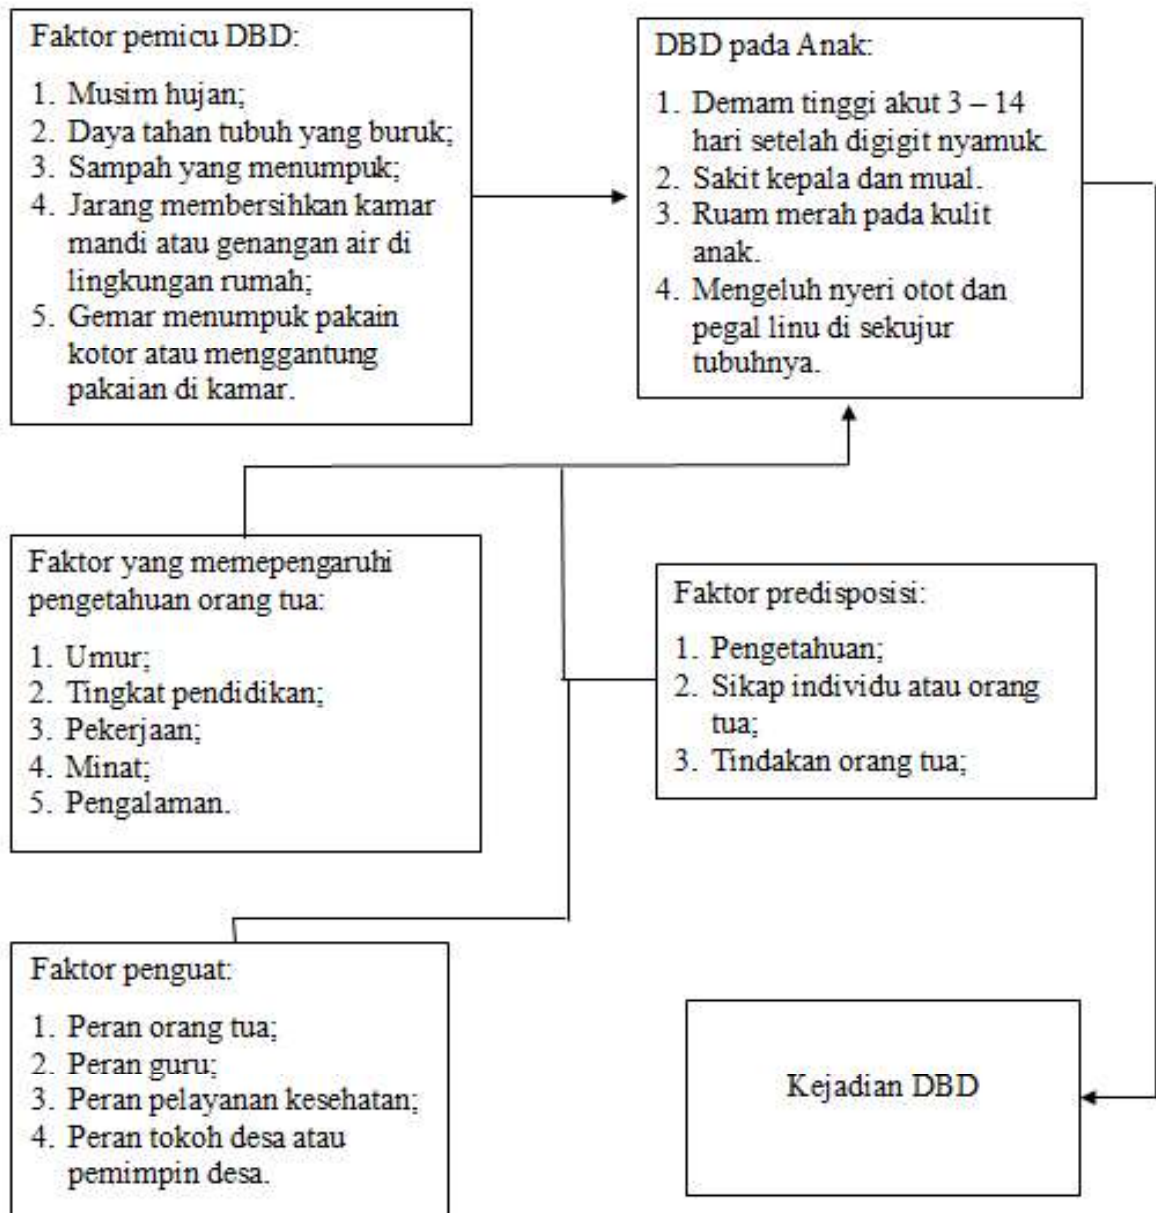 Faktor pemicu DBD:
1. Musim hujan;
2. Daya tahan tubuh yang buruk;
3. Sampah yang menumpuk;
4. Jarang membersihkan kamar
mandi atau genangan air di
lingkungan rumah;
5. Gemar menumpuk pakain
kotor atau menggantung
pakaian di kamar.
DBD pada Anak:
1. Demam tinggi akut 3 – 14
hari setelah digigit nyamuk.
2. Sakit kepala dan mual.
3. Ruam merah pada kulit
anak.
4. Mengeluh nyeri otot dan
pegal linu di sekujur
tubuhnya.
Faktor yang memepengaruhi
pengetahuan orang tua:
1. Umur;
2. Tingkat pendidikan;
3. Pekerjaan;
4. Minat;
5. Pengalaman.
Faktor predisposisi:
1. Pengetahuan;
2. Sikap individu atau orang
tua;
3. Tindakan orang tua;
Faktor penguat:
1. Peran orang tua;
2. Peran guru;
3. Peran pelayanan kesehatan;
4. Peran tokoh desa atau
pemimpin desa.
Kejadian DBD